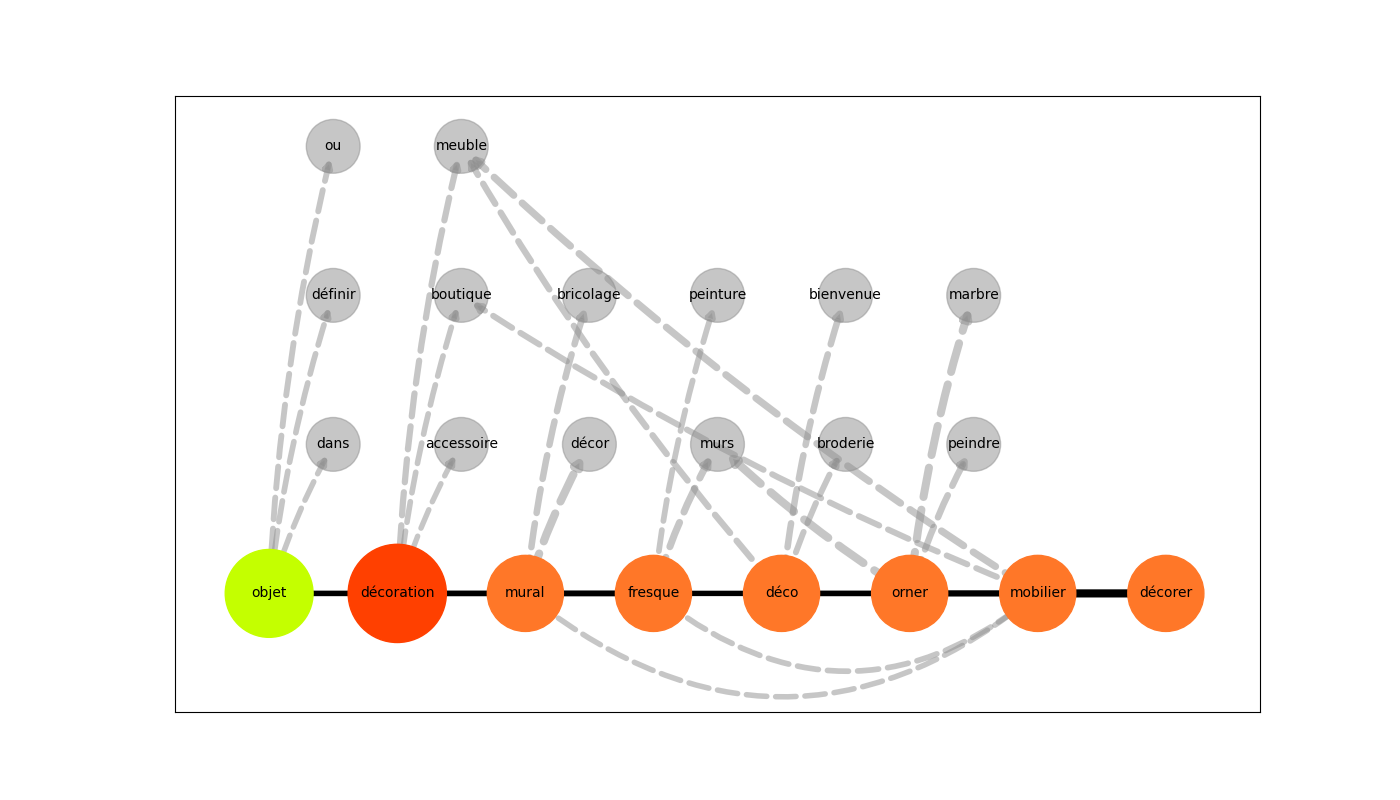 ou meuble
définir boutique bricolage peinture bienvenue marbre
dans accessoire décor murs broderie peindre
objet décoration mural fresque déco orner mobilier décorer